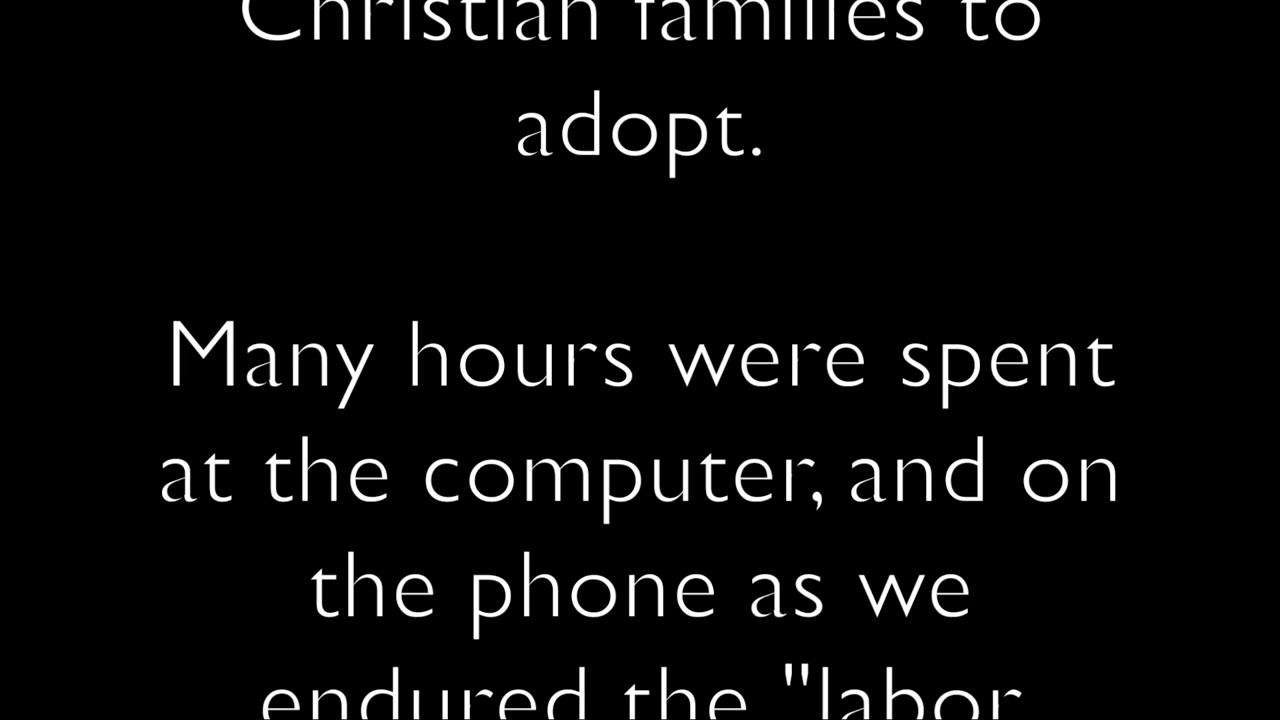 Christian families to
adopt.
Many hours were spent
at the computer, and on
the phone as we
endured the "labor